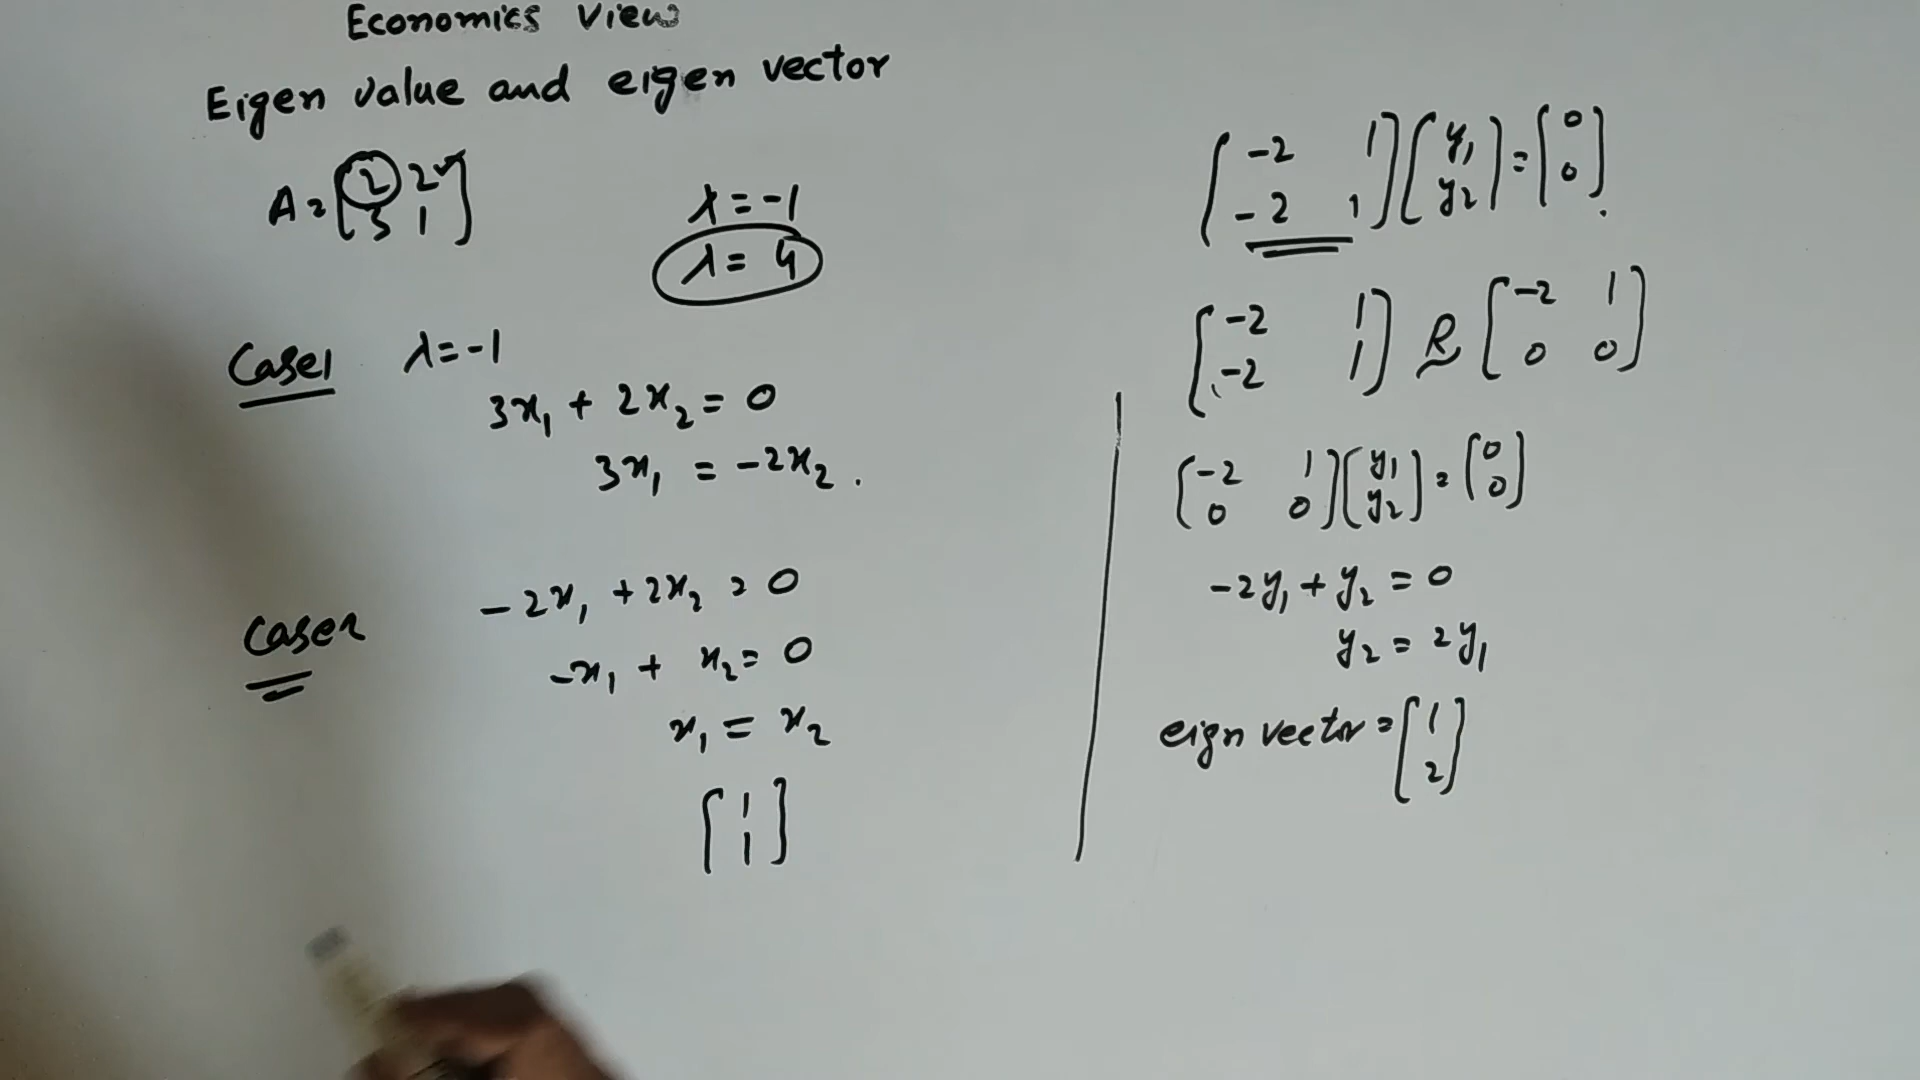 Economics View
Eigen value and eigen vector
A = [2 2
3 1]
λ = -1
λ = 4
Case1 λ = -1
3x₁ + 2x₂ = 0
3x₁ = -2x₂.
Case2 -2x₁ + 2x₂ = 0
-x₁ + x₂ = 0
x₁ = x₂
[1
1]
[-2 1] [y₁] = [0]
[-2 1] [y₂] [0]
[-2 1] R [-2 1]
[-2 1] [0 0]
[-2 1] [y₁] = [0]
[0 0] [y₂] [0]
-2y₁ + y₂ = 0
y₂ = 2y₁
eign vector = [1
2]